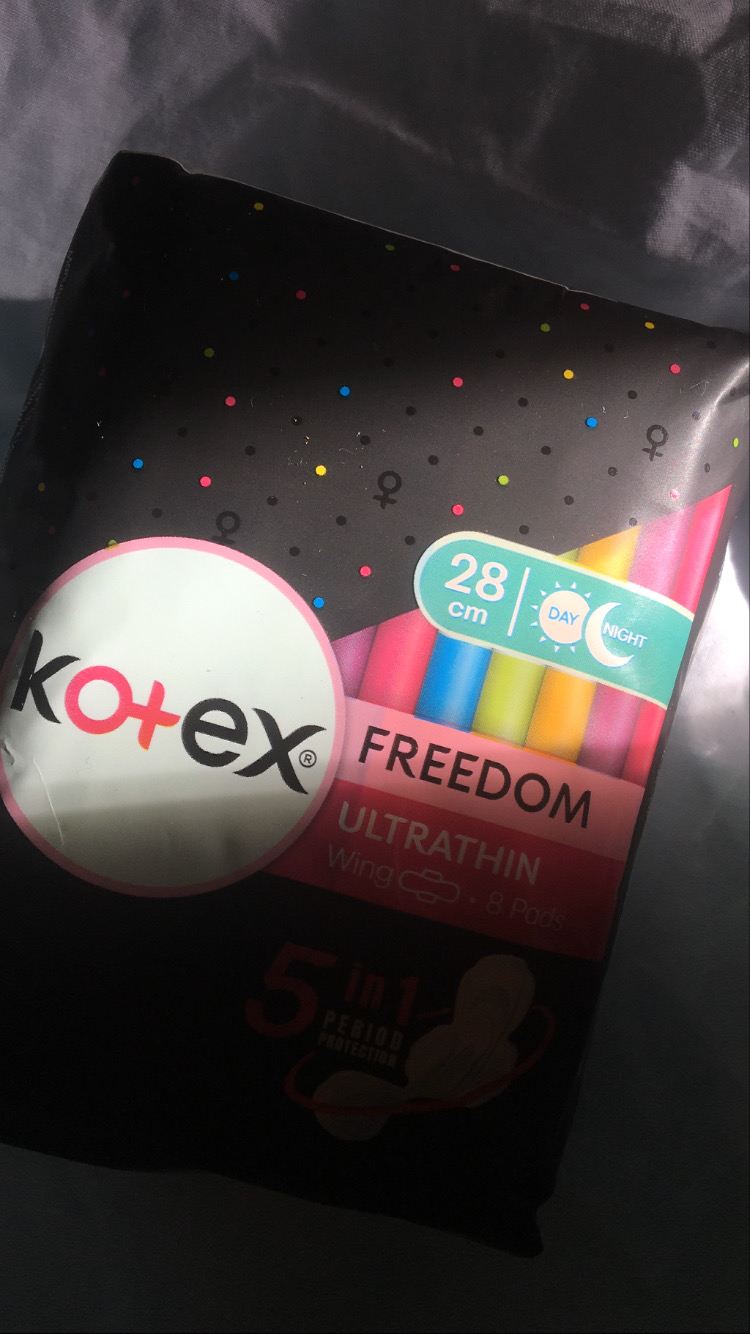 28
cm
DAY
NIGHT
kotex®
FREEDOM
ULTRATHIN
Wing · 8 Pads
5 in 1
PERIOD
PROTECTION